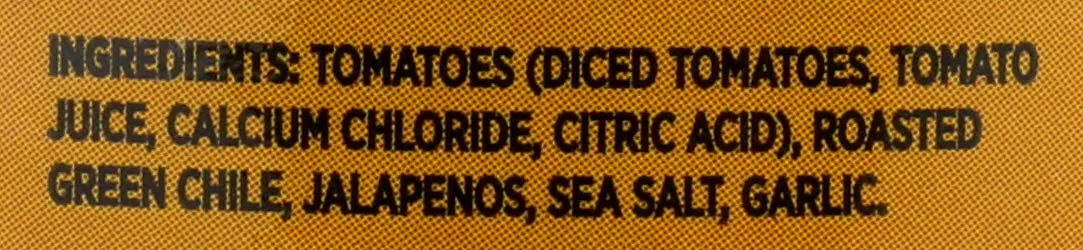 INGREDIENTS: TOMATOES (DICED TOMATOES, TOMATO
JUICE, CALCIUM CHLORIDE, CITRIC ACID), ROASTED
GREEN CHILE, JALAPENOS, SEA SALT, GARLIC.